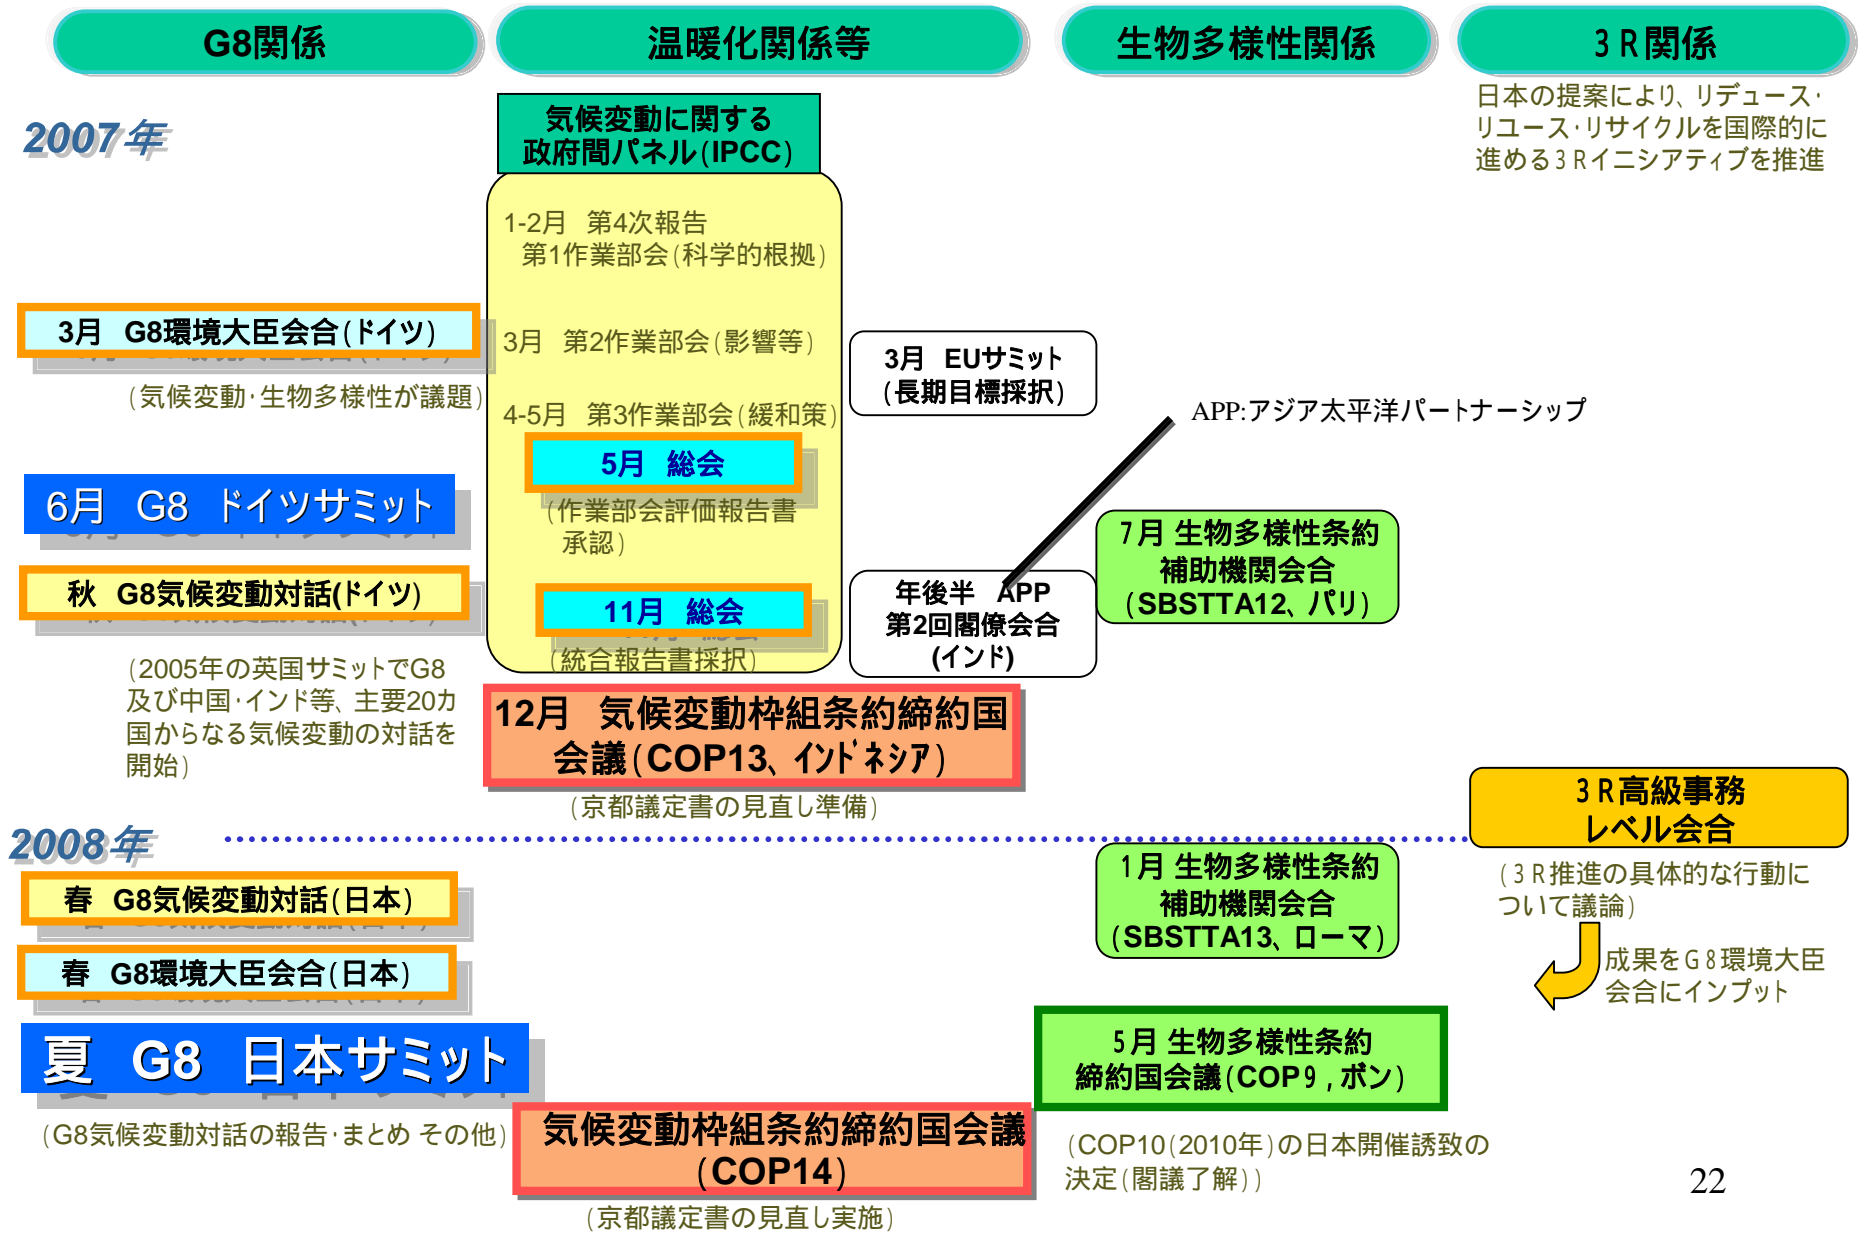 G8関係
温暖化関係等
生物多様性関係
3R関係
2007年
気候変動に関する
政府間パネル(IPCC)
日本の提案により、リデュース・
リユース・リサイクルを国際的に
進める3Rイニシアティブを推進
1-2月 第4次報告
第1作業部会(科学的根拠)
3月 G8環境大臣会合(ドイツ)
(気候変動・生物多様性が議題)
3月 第2作業部会(影響等)
3月 EUサミット
(長期目標採択)
4-5月 第3作業部会(緩和策)
APP:アジア太平洋パートナーシップ
5月 総会
(作業部会評価報告書
承認)
6月 G8 ドイツサミット
7月 生物多様性条約
補助機関会合
(SBSTTA12、パリ)
秋 G8気候変動対話(ドイツ)
(2005年の英国サミットでG8
及び中国・インド等、主要20カ
国からなる気候変動の対話を
開始)
11月 総会
(統合報告書採択)
年後半 APP
第2回閣僚会合
(インド)
12月 気候変動枠組条約締約国
会議(COP13、インドネシア)
(京都議定書の見直し準備)
3R高級事務
レベル会合
(3R推進の具体的な行動に
ついて議論)
成果をG8環境大臣
会合にインプット
2008年
春 G8気候変動対話(日本)
春 G8環境大臣会合(日本)
1月 生物多様性条約
補助機関会合
(SBSTTA13、ローマ)
夏 G8 日本サミット
(G8気候変動対話の報告・まとめ その他)
5月 生物多様性条約
締約国会議(COP9,ボン)
(COP10(2010年)の日本開催誘致の
決定(閣議了解))
気候変動枠組条約締約国会議
(COP14)
(京都議定書の見直し実施)
22